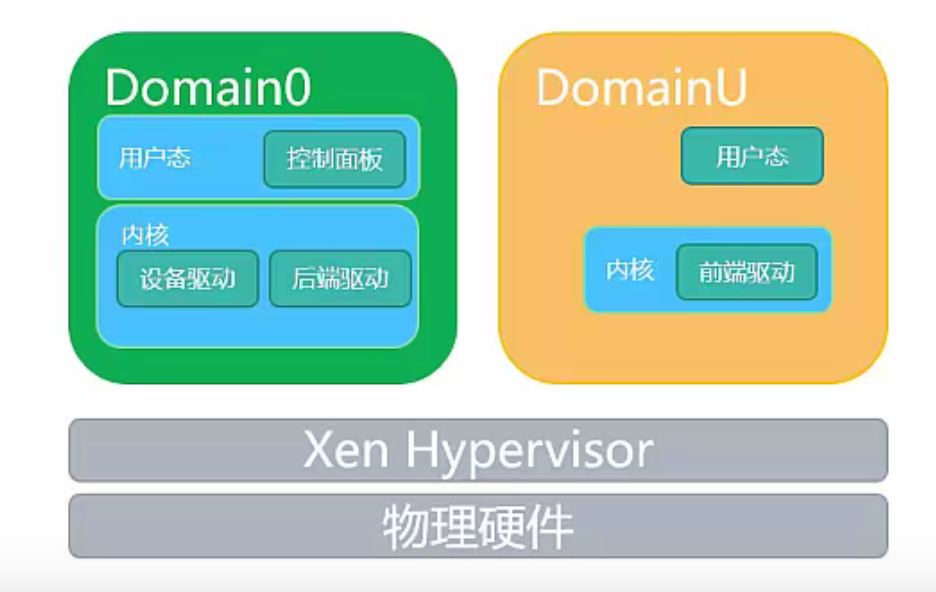 Domain0
用户态
控制面板
内核
设备驱动
后端驱动
DomainU
用户态
内核
前端驱动
Xen Hypervisor
物理硬件